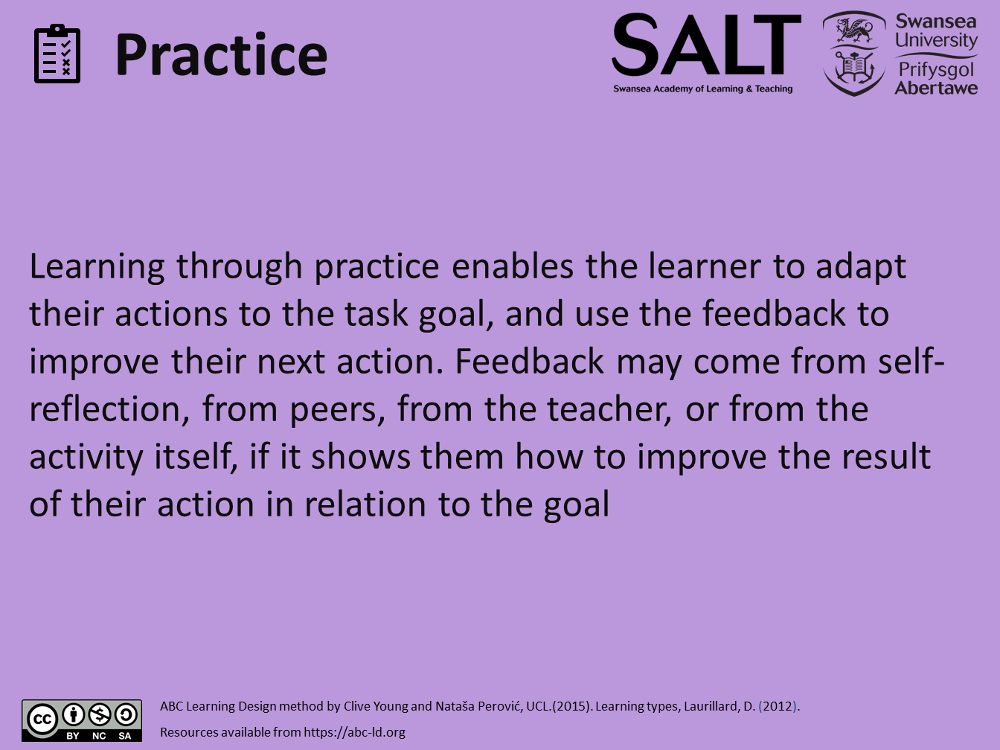 Practice
SALT
Swansea Academy of Learning & Teaching
Swansea
University
Prifysgol
Abertawe
Learning through practice enables the learner to adapt
their actions to the task goal, and use the feedback to
improve their next action. Feedback may come from self-
reflection, from peers, from the teacher, or from the
activity itself, if it shows them how to improve the result
of their action in relation to the goal
cc
BY NC SA
ABC Learning Design method by Clive Young and Nataša Perović, UCL.(2015). Learning types, Laurillard, D. (2012).
Resources available from https://abc-ld.org